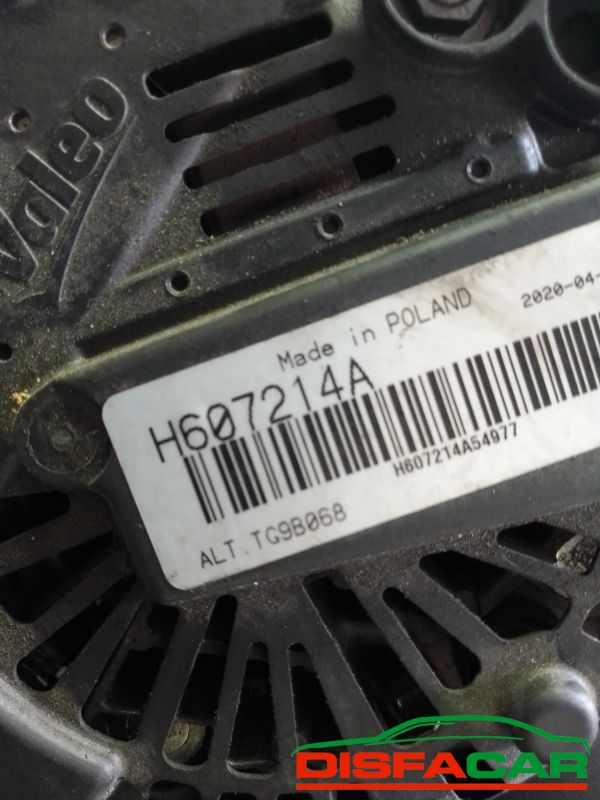 Valeo
Made in POLAND
2020-04-
H607214A
H607214A54977
ALT. TG9B068
DISFACAR